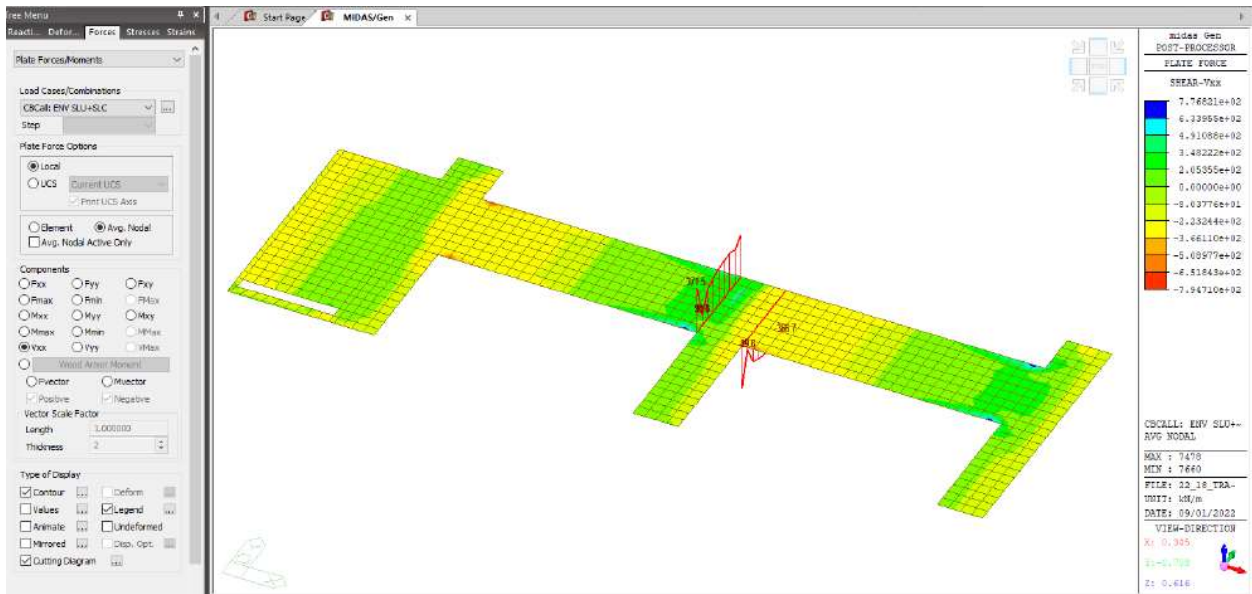 Tree Menu
Start Page
MIDAS/Gen
Reacti... Defor... Forces Stresses Strains
Plate Forces/Moments
Load Cases/Combinations
CBCall: ENV SLU+SLC
Step
Plate Force Options
Local
UCS Current UCS
Print UCS Axis
Element Avg. Nodal
Avg. Nodal Active Only
Components
Fxx Fyy Fxy
Fmax Fmin FMax
Mxx Myy Mxy
Mmax Mmin MMax
Vxx Vyy VMax
Wood Armer Moment
Fvector Mvector
Positive Negative
Vector Scale Factor
Length 1.000000
Thickness 2
Type of Display
Contour Deform
Values Legend
Animate Undeformed
Mirrored Disp. Opt.
Cutting Diagram
midas Gen
POST-PROCESSOR
PLATE FORCE
SHEAR-Vxx
7.76821e+02
6.33955e+02
4.91088e+02
3.48222e+02
2.05355e+02
0.00000e+00
-8.03776e+01
-2.23244e+02
-3.66110e+02
-5.08977e+02
-6.51843e+02
-7.94710e+02
CBCALL: ENV SLU+~
AVG NODAL
MAX : 7478
MIN : 7660
FILE: 22_18_TRA~
UNIT: kN/m
DATE: 09/01/2022
VIEW-DIRECTION
Z: 0.616